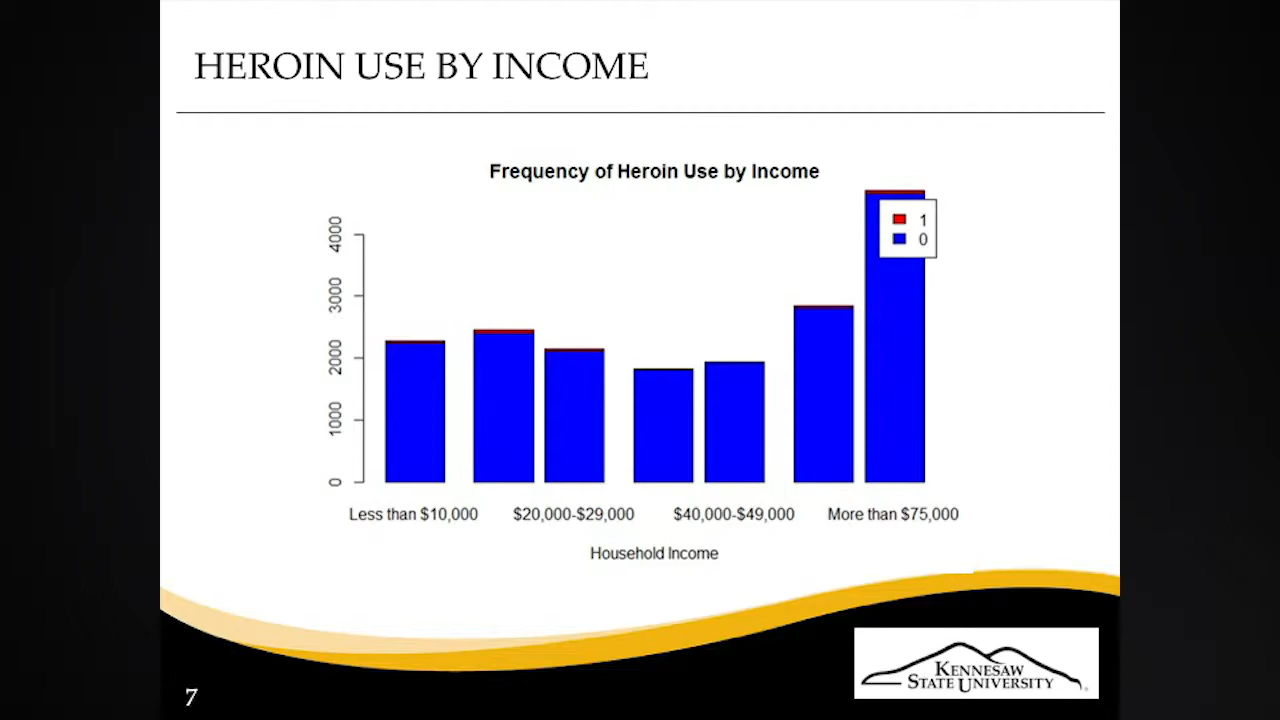 HEROIN USE BY INCOME
Frequency of Heroin Use by Income
4000
3000
2000
1000
0
1
0
Less than $10,000
$20,000-$29,000
$40,000-$49,000
More than $75,000
Household Income
KENNESAW
STATE UNIVERSITY
7